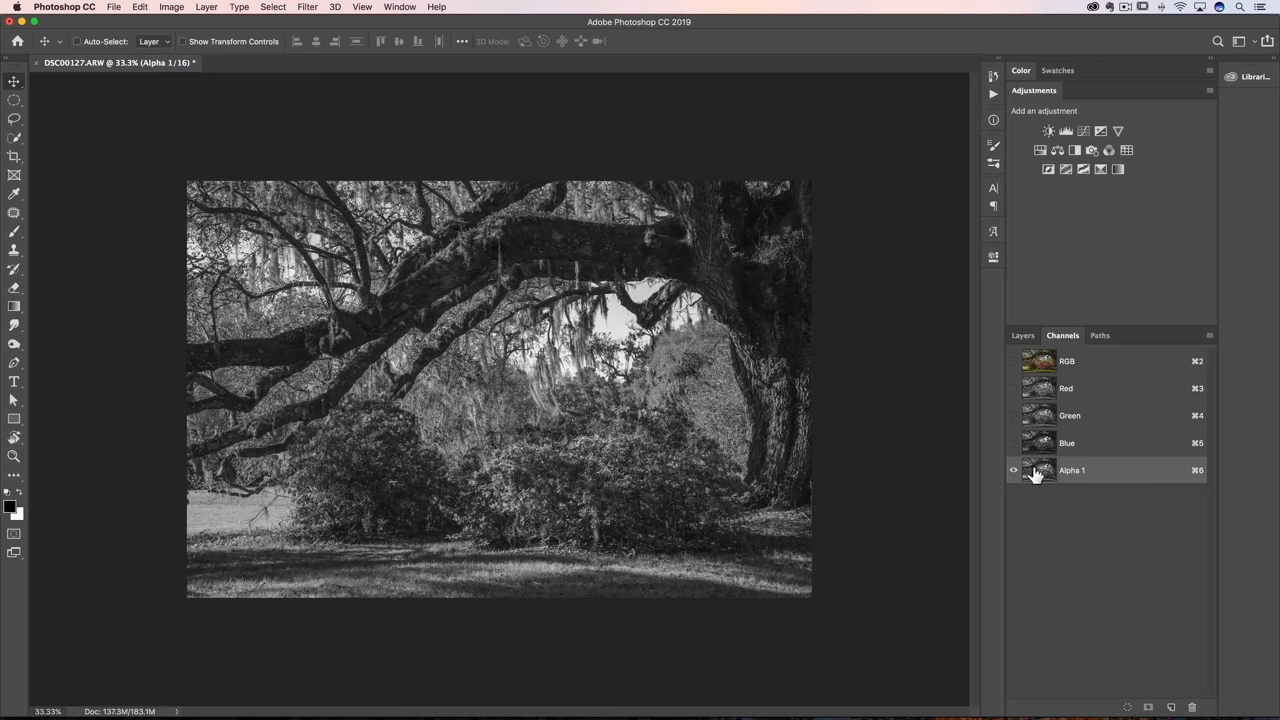 Photoshop CC File Edit Image Layer Type Select Filter 3D View Window Help
Adobe Photoshop CC 2019
Auto-Select: Layer Show Transform Controls 3D Mode:
DSC00127.ARW @ 33.3% (Alpha 1/16) *
Color Swatches
Librari...
Adjustments
Add an adjustment
Layers Channels Paths
RGB ⌘2
Red ⌘3
Green ⌘4
Blue ⌘5
Alpha 1 ⌘6
33.33% Doc: 137.3M/183.1M